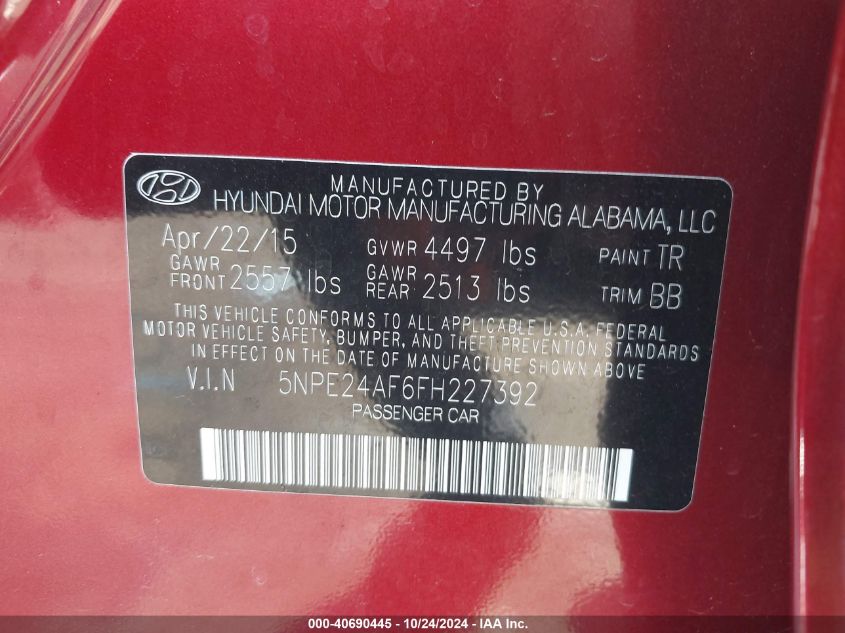 MANUFACTURED BY
HYUNDAI MOTOR MANUFACTURING ALABAMA, LLC
Apr/22/15 GVWR 4497 lbs PAINT TR
GAWR FRONT 2557 lbs GAWR REAR 2513 lbs TRIM BB
THIS VEHICLE CONFORMS TO ALL APPLICABLE U.S.A. FEDERAL
MOTOR VEHICLE SAFETY, BUMPER, AND THEFT PREVENTION STANDARDS
IN EFFECT ON THE DATE OF MANUFACTURE SHOWN ABOVE
V.I.N 5NPE24AF6FH227392
PASSENGER CAR
000-40690445 - 10/24/2024 - IAA Inc.